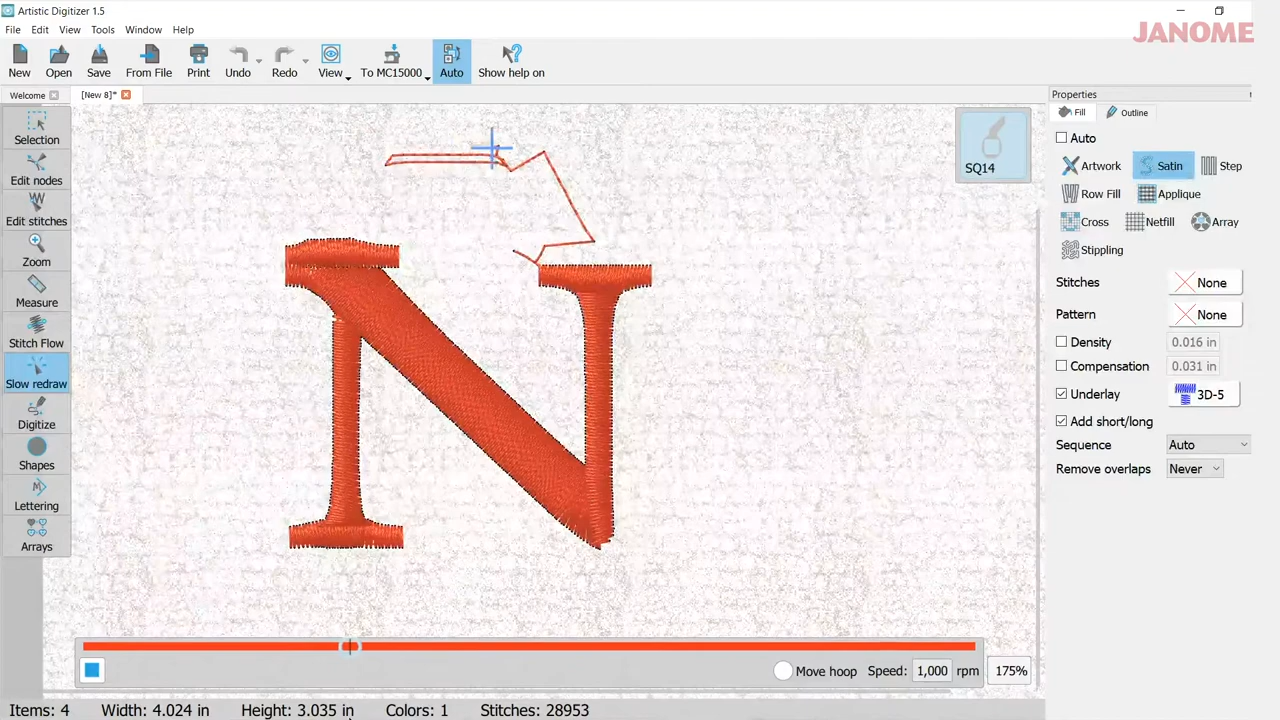 Artistic Digitizer 1.5
JANOME
File Edit View Tools Window Help
New Open Save From File Print Undo Redo View To MC15000 Auto Show help on
Welcome [New 8]*
Selection
Edit nodes
Edit stitches
Zoom
Measure
Stitch Flow
Slow redraw
Digitize
Shapes
Lettering
Arrays
N
SQ14
Properties
Fill Outline
Auto
Artwork Satin Step
Row Fill Applique
Cross Netfill Array
Stippling
Stitches None
Pattern None
Density 0.016 in
Compensation 0.031 in
Underlay 3D-5
Add short/long
Sequence Auto
Remove overlaps Never
Move hoop Speed: 1,000 rpm 175%
Items: 4 Width: 4.024 in Height: 3.035 in Colors: 1 Stitches: 28953